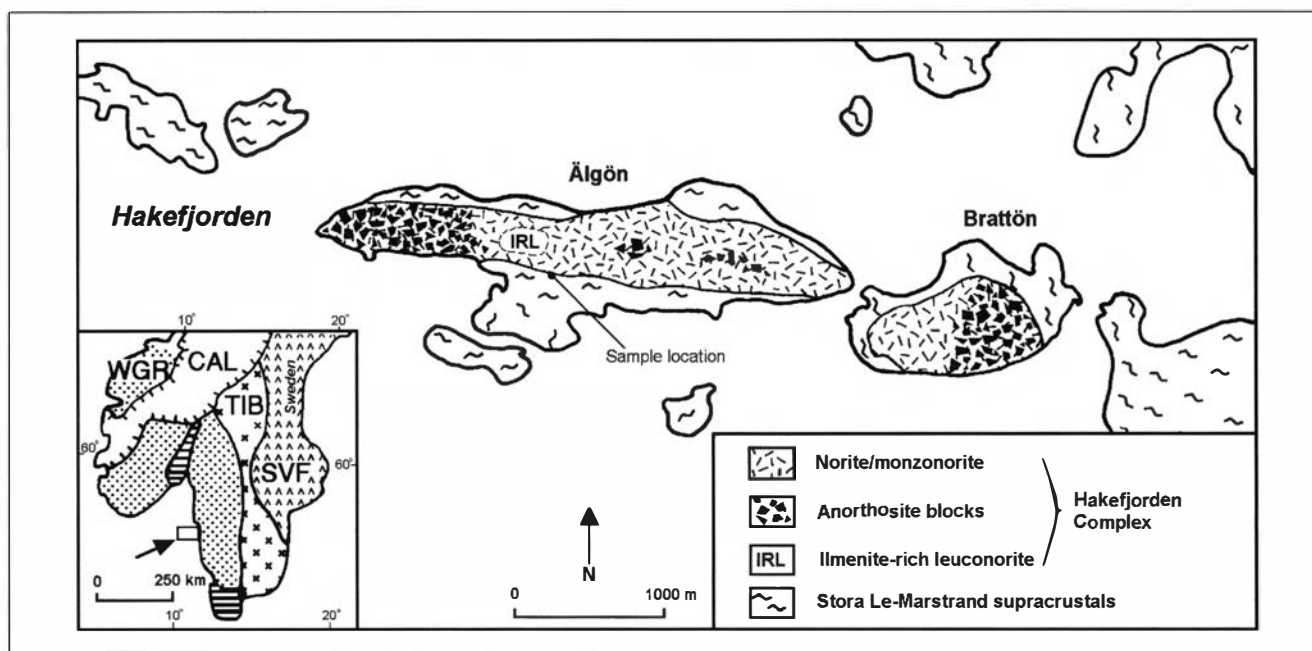 Älgön
Hakefjorden
Brattön
IRL
Sample location
10°
20°
WGR
CAL
TIB
Sweden
SVF
60°
60°
0
250 km
10°
20°
N
0
1000 m
Norite/monzonorite
Anorthosite blocks
Hakefjorden
Complex
IRL
Ilmenite-rich leuconorite
Stora Le-Marstrand supracrustals